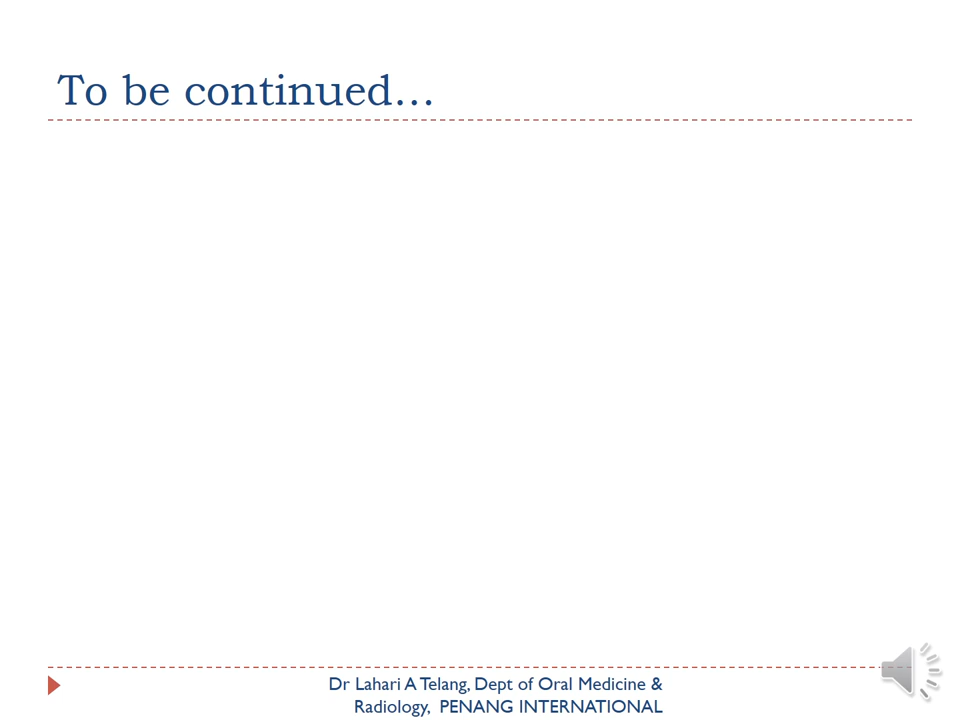 To be continued...
Dr Lahari A Telang, Dept of Oral Medicine &
Radiology, PENANG INTERNATIONAL